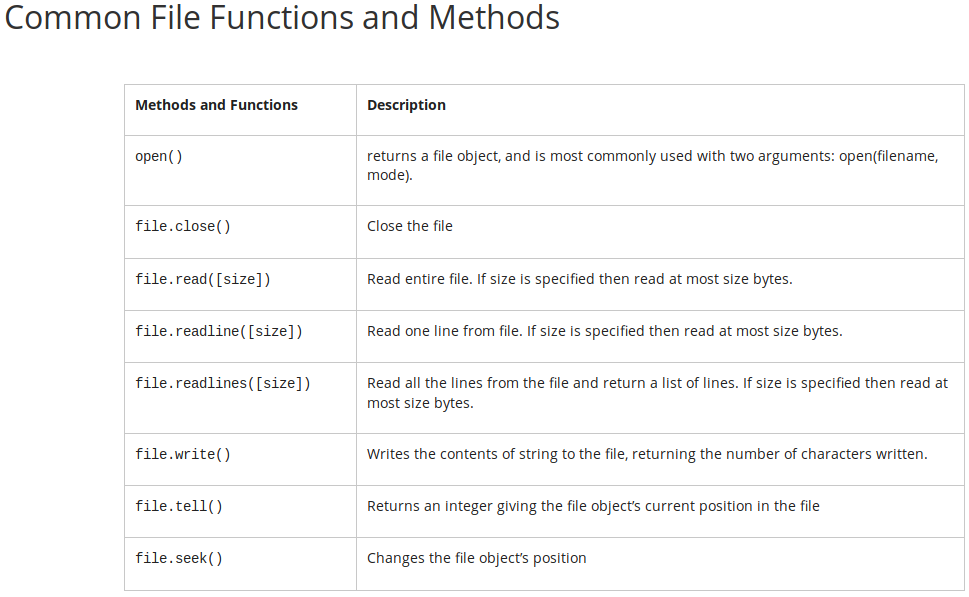 Common File Functions and Methods
Methods and Functions
Description
open()
returns a file object, and is most commonly used with two arguments: open(filename,
mode).
file.close()
Close the file
file.read([size])
Read entire file. If size is specified then read at most size bytes.
file.readline([size])
Read one line from file. If size is specified then read at most size bytes.
file.readlines([size])
Read all the lines from the file and return a list of lines. If size is specified then read at
most size bytes.
file.write()
Writes the contents of string to the file, returning the number of characters written.
file.tell()
Returns an integer giving the file object’s current position in the file
file.seek()
Changes the file object’s position